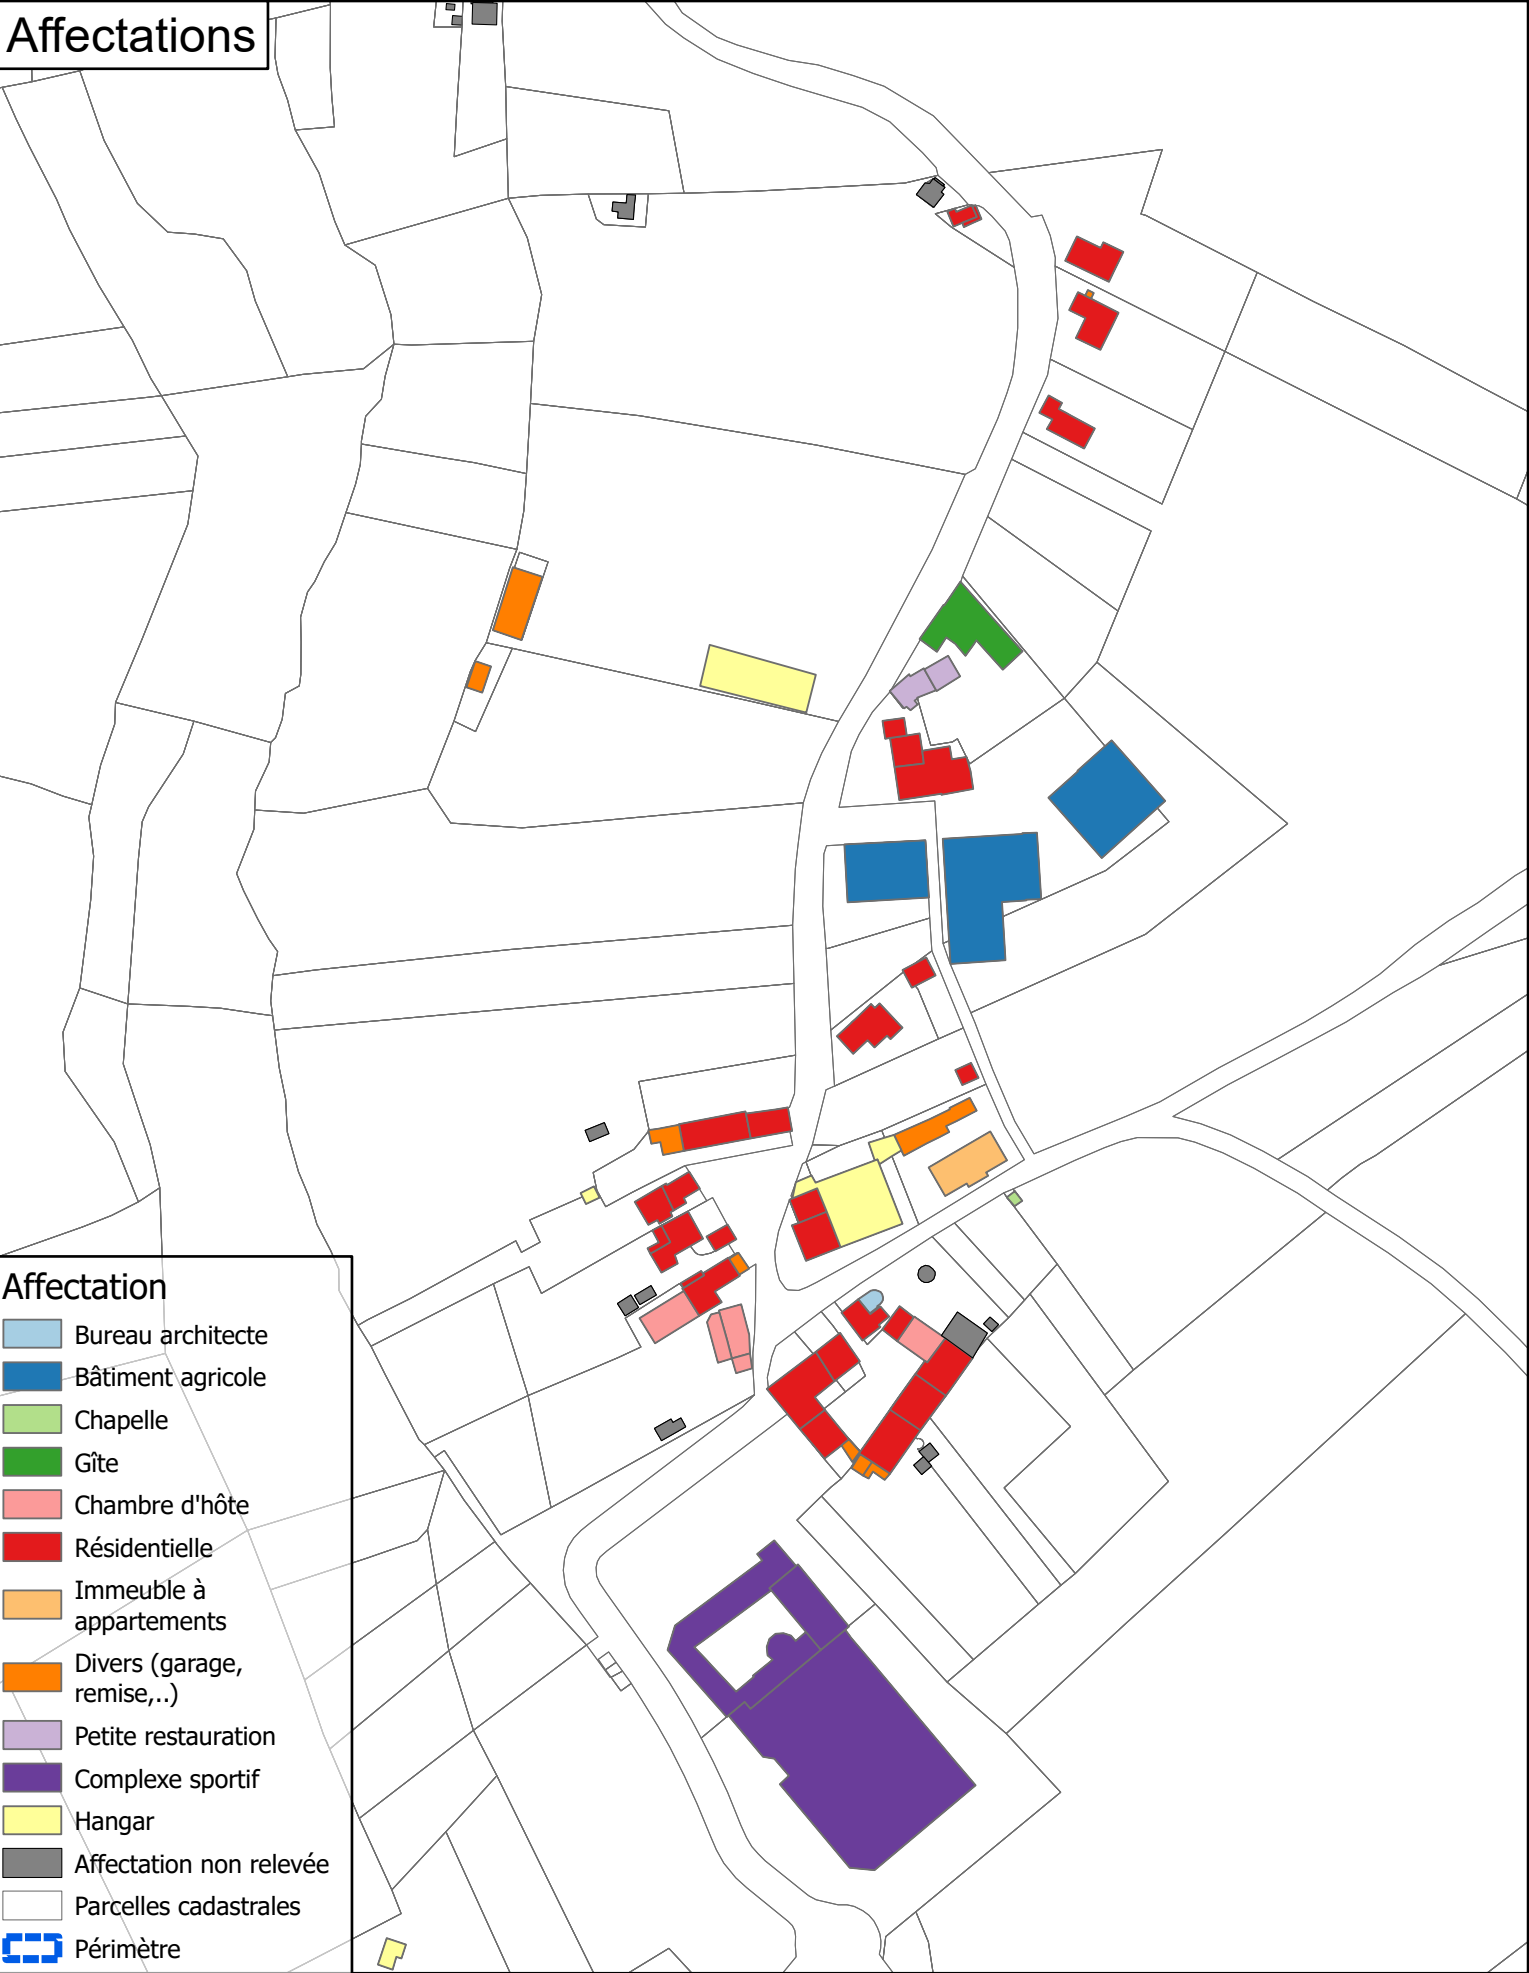 Affectations
Affectation
Bureau architecte
Bâtiment agricole
Chapelle
Gîte
Chambre d'hôte
Résidentielle
Immeuble à
appartements
Divers (garage,
remise,..)
Petite restauration
Complexe sportif
Hangar
Affectation non relevée
Parcelles cadastrales
Périmètre